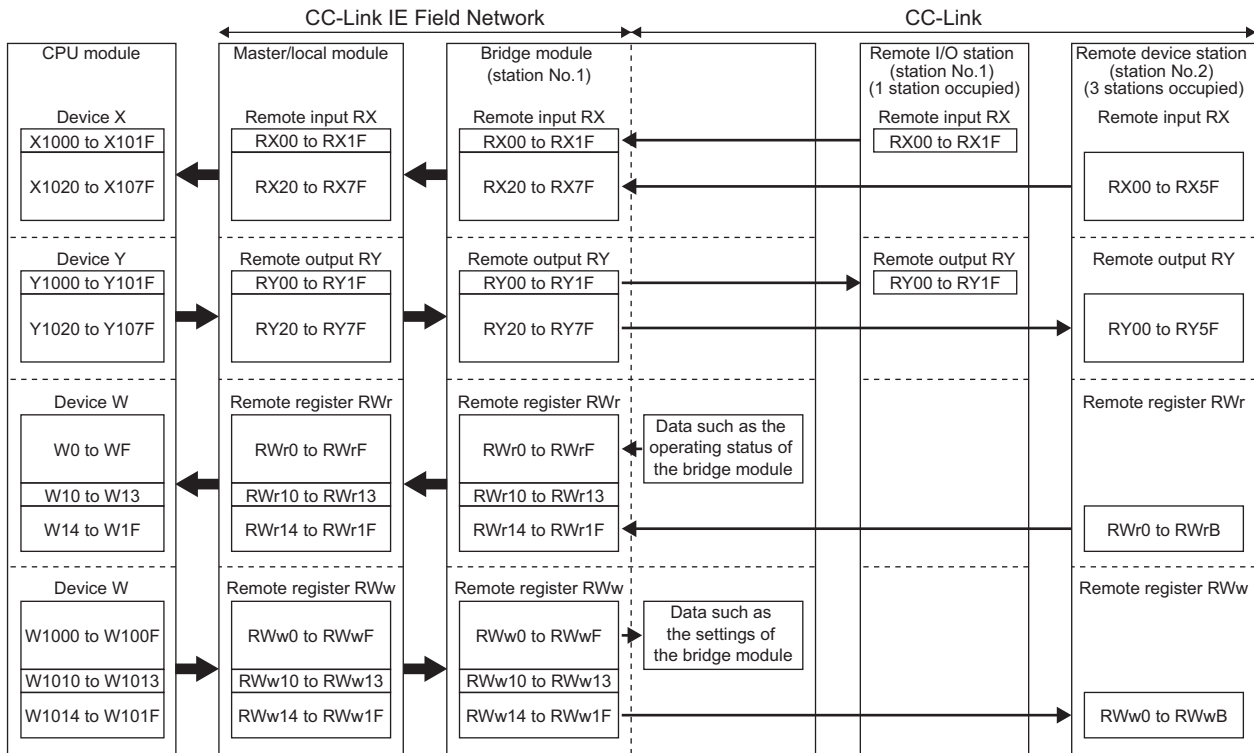 CC-Link IE Field Network
CC-Link
CPU module
Master/local module
Bridge module
(station No.1)
Remote I/O station
(station No.1)
(1 station occupied)
Remote device station
(station No.2)
(3 stations occupied)
Device X
Remote input RX
Remote input RX
Remote input RX
Remote input RX
X1000 to X101F
RX00 to RX1F
RX00 to RX1F
RX00 to RX1F
X1020 to X107F
RX20 to RX7F
RX20 to RX7F
RX00 to RX5F
Device Y
Remote output RY
Remote output RY
Remote output RY
Remote output RY
Y1000 to Y101F
RY00 to RY1F
RY00 to RY1F
RY00 to RY1F
Y1020 to Y107F
RY20 to RY7F
RY20 to RY7F
RY00 to RY5F
Device W
Remote register RWr
Remote register RWr
Remote register RWr
W0 to WF
RWr0 to RWrF
RWr0 to RWrF
Data such as the
operating status of
the bridge module
W10 to W13
RWr10 to RWr13
RWr10 to RWr13
W14 to W1F
RWr14 to RWr1F
RWr14 to RWr1F
RWr0 to RWrB
Device W
Remote register RWw
Remote register RWw
Remote register RWw
W1000 to W100F
RWw0 to RWwF
RWw0 to RWwF
Data such as
the settings of
the bridge module
W1010 to W1013
RWw10 to RWw13
RWw10 to RWw13
W1014 to W101F
RWw14 to RWw1F
RWw14 to RWw1F
RWw0 to RWwB